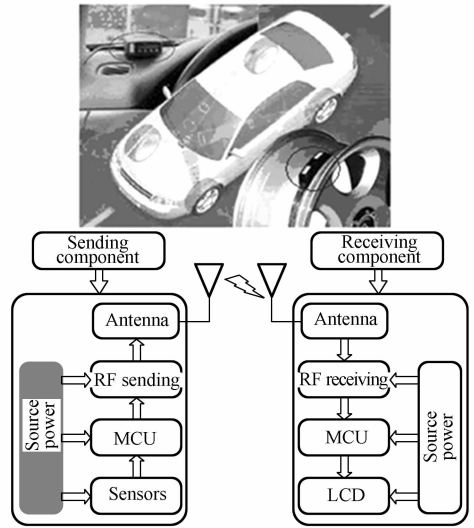 Sending
component
Receiving
component
Antenna
RF sending
MCU
Sensors
Source
power
Antenna
RF receiving
MCU
LCD
Source
power